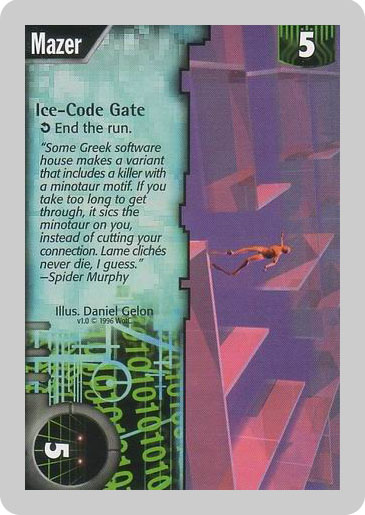 Mazer
5
Ice-Code Gate
End the run.
"Some Greek software
house makes a variant
that includes a killer with
a minotaur motif. If you
take too long to get
through, it sics the
minotaur on you,
instead of cutting your
connection. Lame clichés
never die, I guess."
—Spider Murphy
Illus. Daniel Gelon
v1.0 © 1996 WotC
5